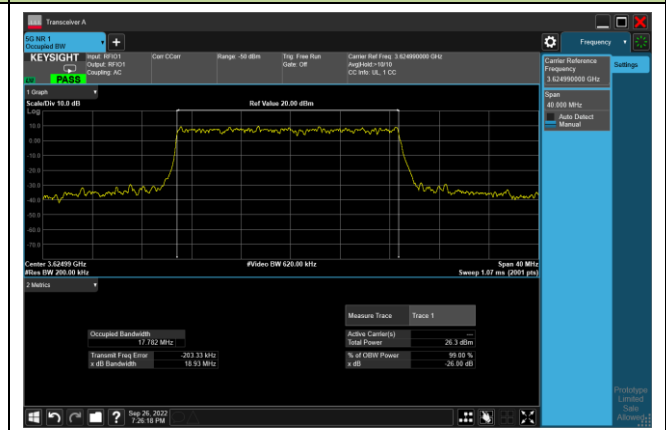 Transceiver A
5G NR 1
Occupied BW
Frequency
KEYSIGHT
Input: RFIO1
Output: RFIO1
Coupling: AC
Corr CCorr
Range: -50 dBm
Trig: Free Run
Gate: Off
Carrier Ref Freq: 3.624990000 GHz
Avg|Hold:>10/10
CC Info: UL, 1 CC
PASS
Carrier Reference
Frequency
3.624990000 GHz
Settings
Span
40.000 MHz
Auto Detect
Manual
1 Graph
Scale/Div 10.0 dB
Ref Value 20.00 dBm
Log
10.0
0.00
-10.0
-20.0
-30.0
-40.0
-50.0
-60.0
-70.0
Center 3.62499 GHz
#Video BW 620.00 kHz
Span 40 MHz
#Res BW 200.00 kHz
Sweep 1.07 ms (2001 pts)
2 Metrics
Measure Trace
Trace 1
Occupied Bandwidth
17.782 MHz
Active Carrier(s)
---
Total Power
26.3 dBm
Transmit Freq Error
-203.33 kHz
x dB Bandwidth
18.93 MHz
% of OBW Power
99.00 %
x dB
-26.00 dB
Prototype
Limited
Sals
Allowed
Sep 26, 2022
7:26:18 PM